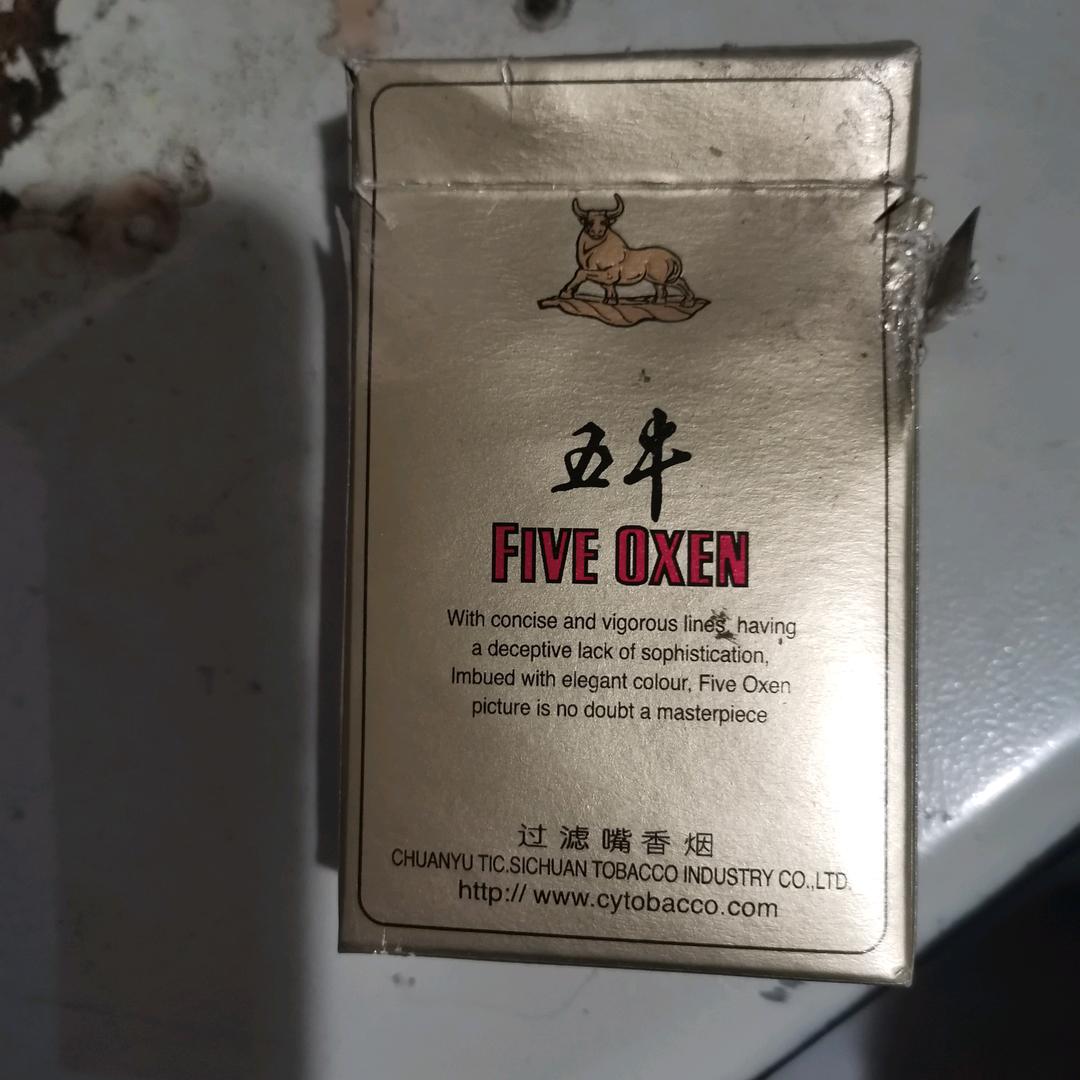 五牛
FIVE OXEN
With concise and vigorous lines, having
a deceptive lack of sophistication,
Imbued with elegant colour, Five Oxen
picture is no doubt a masterpiece
过滤嘴香烟
CHUANYU TIC.SICHUAN TOBACCO INDUSTRY CO.,LTD.
http:// www.cytobacco.com